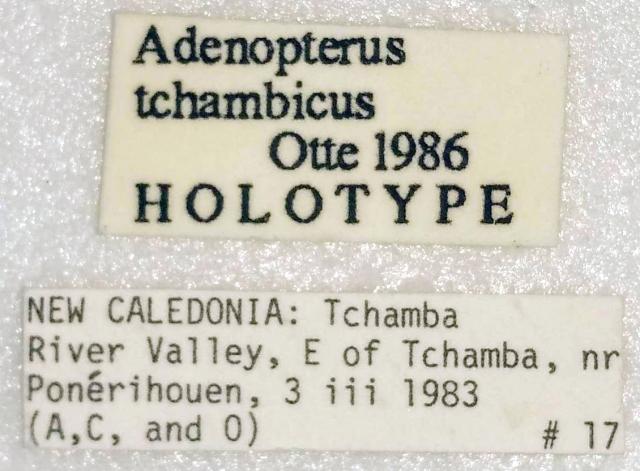 Adenopterus
tchambicus
Otte 1986
HOLOTYPE
NEW CALEDONIA: Tchamba
River Valley, E of Tchamba, nr
Ponérihouen, 3 iii 1983
(A,C, and O) # 17